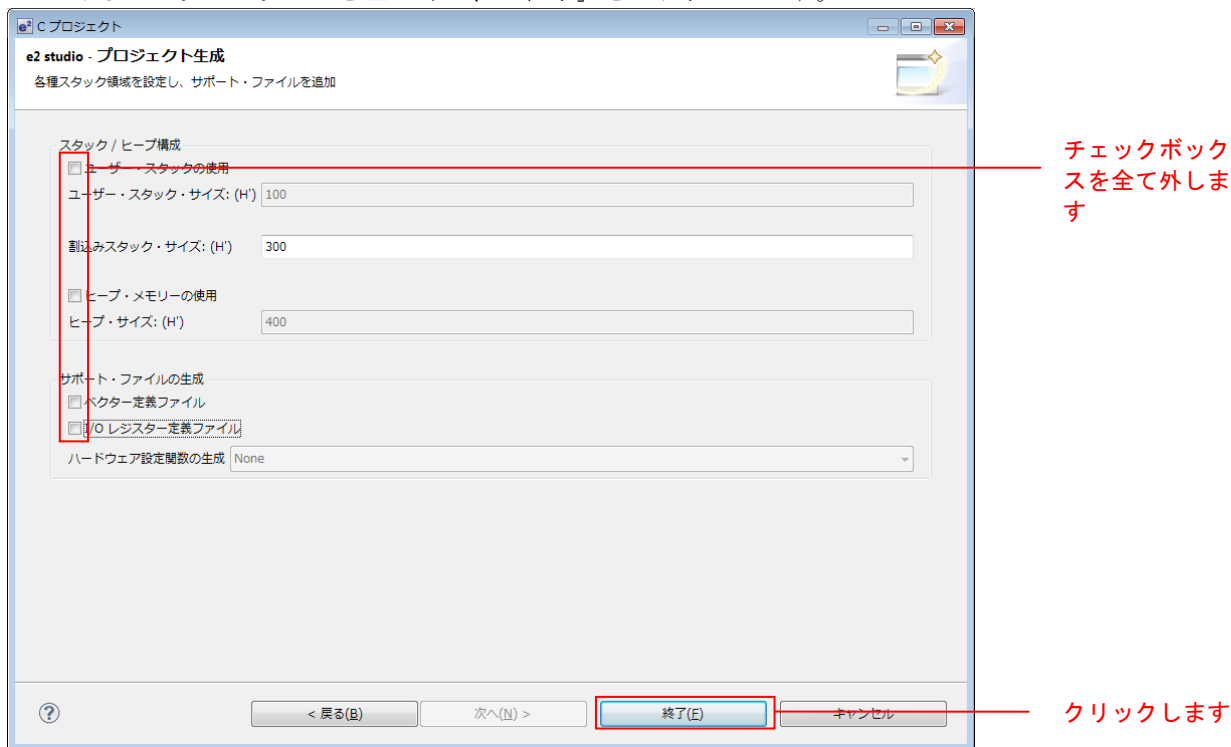 C プロジェクト
e2 studio - プロジェクト生成
各種スタック領域を設定し、サポート・ファイルを追加
スタック / ヒープ構成
ユーザー・スタックの使用
ユーザー・スタック・サイズ: (H') 100
割込みスタック・サイズ: (H') 300
ヒープ・メモリーの使用
ヒープ・サイズ: (H') 400
サポート・ファイルの生成
ベクター定義ファイル
I/O レジスター定義ファイル
ハードウェア設定関数の生成 None
チェックボック
スを全て外しま
す
< 戻る(B) 次へ(N) > 終了(F) キャンセル
クリックします